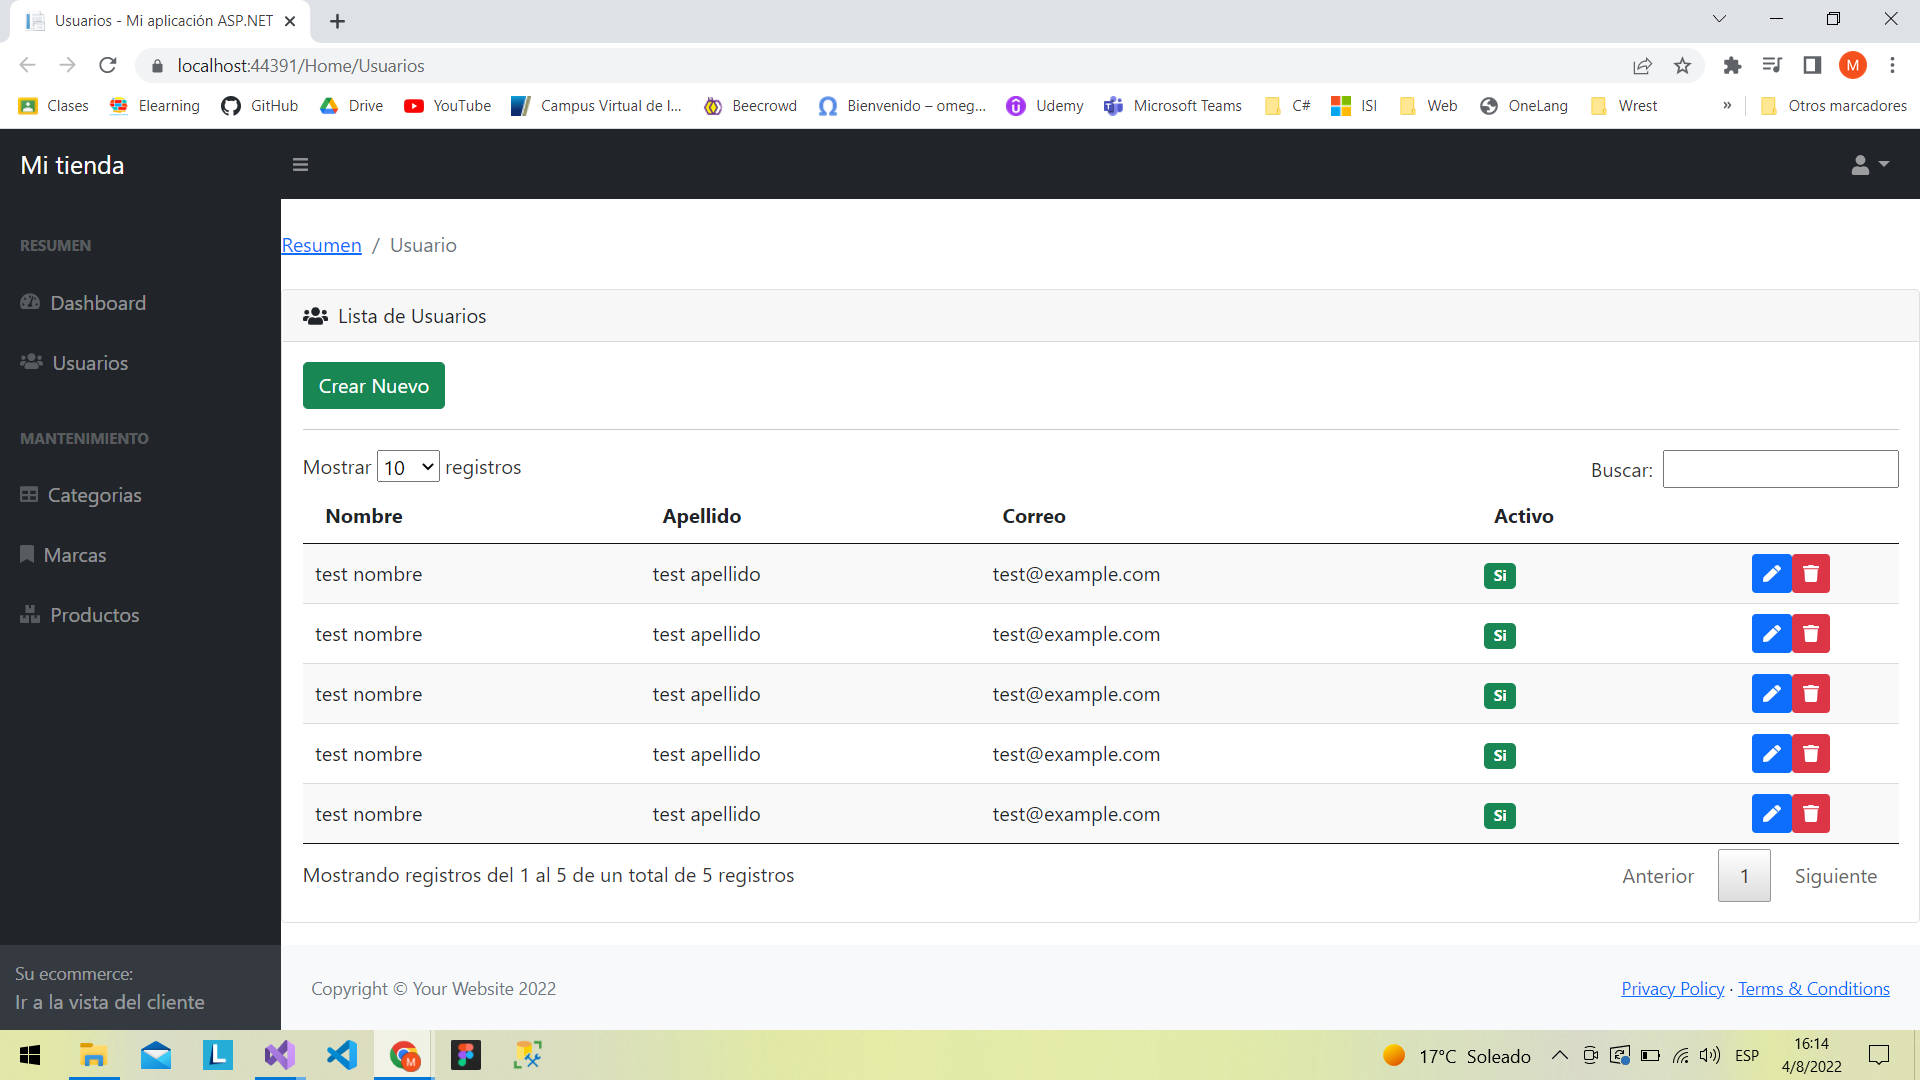 Usuarios - Mi aplicación ASP.NET
localhost:44391/Home/Usuarios
M
Clases Elearning GitHub Drive YouTube Campus Virtual de l... Beecrowd Bienvenido – omeg... Udemy Microsoft Teams C# ISI Web OneLang Wrest » Otros marcadores
Mi tienda
RESUMEN
Dashboard
Usuarios
MANTENIMIENTO
Categorias
Marcas
Productos
Su ecommerce:
Ir a la vista del cliente
Resumen / Usuario
Lista de Usuarios
Crear Nuevo
Mostrar 10 registros
Buscar:
Nombre Apellido Correo Activo
test nombre test apellido test@example.com Si
test nombre test apellido test@example.com Si
test nombre test apellido test@example.com Si
test nombre test apellido test@example.com Si
test nombre test apellido test@example.com Si
Mostrando registros del 1 al 5 de un total de 5 registros
Anterior 1 Siguiente
Copyright © Your Website 2022
Privacy Policy · Terms & Conditions
17°C Soleado
ESP
16:14
4/8/2022